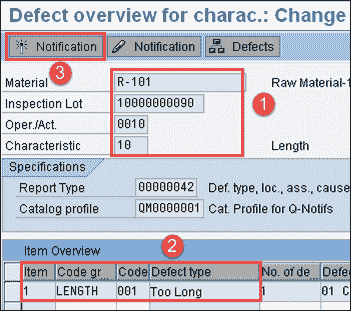 Defect overview for charac.: Change
Notification Notification Defects
3
Material R-101 Raw Material-1
Inspection Lot 10000000090 1
Oper./Act. 0010
Characteristic 10 Length
Specifications
Report Type 00000042 Def. type, loc., ass., cause
Catalog profile QM0000001 Cat. Profile for Q-Notifs
Item Overview 2
Item Code gr... Code Defect type No. of de... Defec
1 LENGTH 001 Too Long 1 01 C